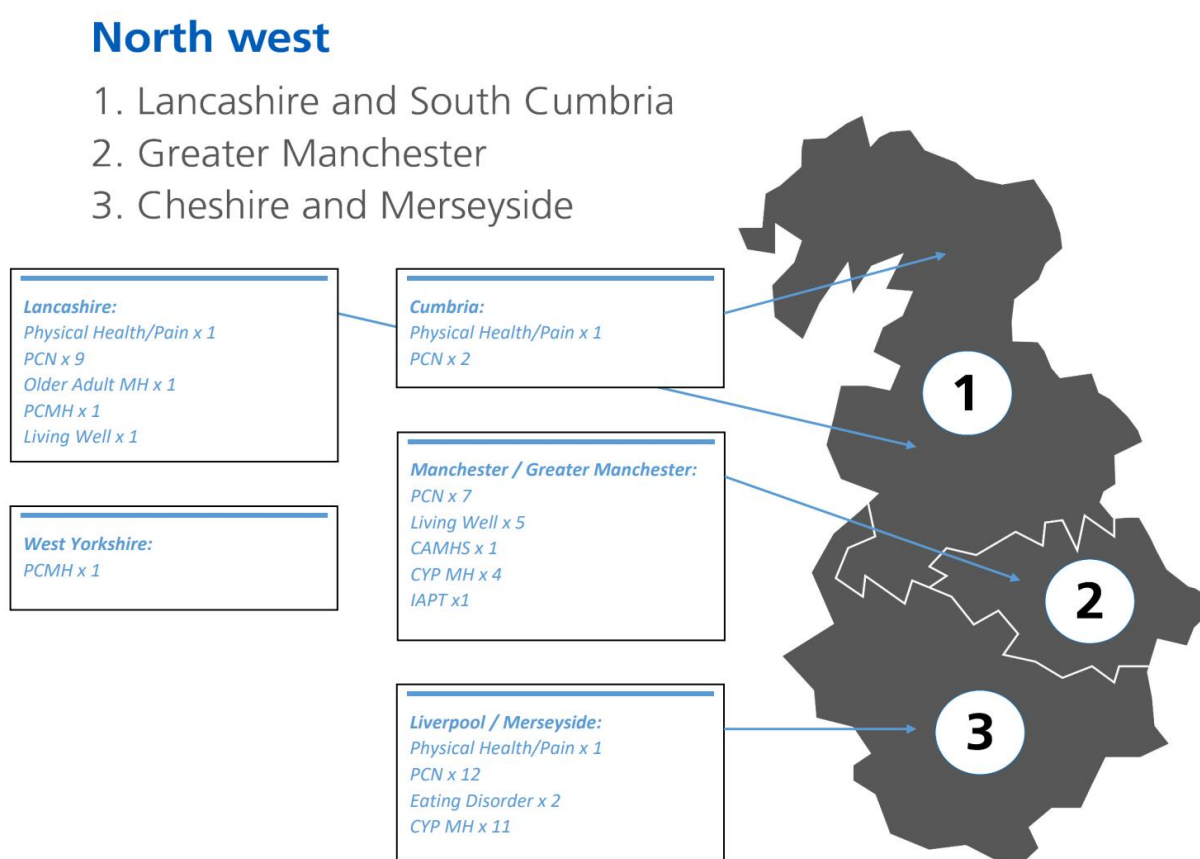 North west
1. Lancashire and South Cumbria
2. Greater Manchester
3. Cheshire and Merseyside
Lancashire:
Physical Health/Pain x 1
PCN x 9
Older Adult MH x 1
PCMH x 1
Living Well x 1
Cumbria:
Physical Health/Pain x 1
PCN x 2
West Yorkshire:
PCMH x 1
Manchester / Greater Manchester:
PCN x 7
Living Well x 5
CAMHS x 1
CYP MH x 4
IAPT x1
Liverpool / Merseyside:
Physical Health/Pain x 1
PCN x 12
Eating Disorder x 2
CYP MH x 11
1
2
3